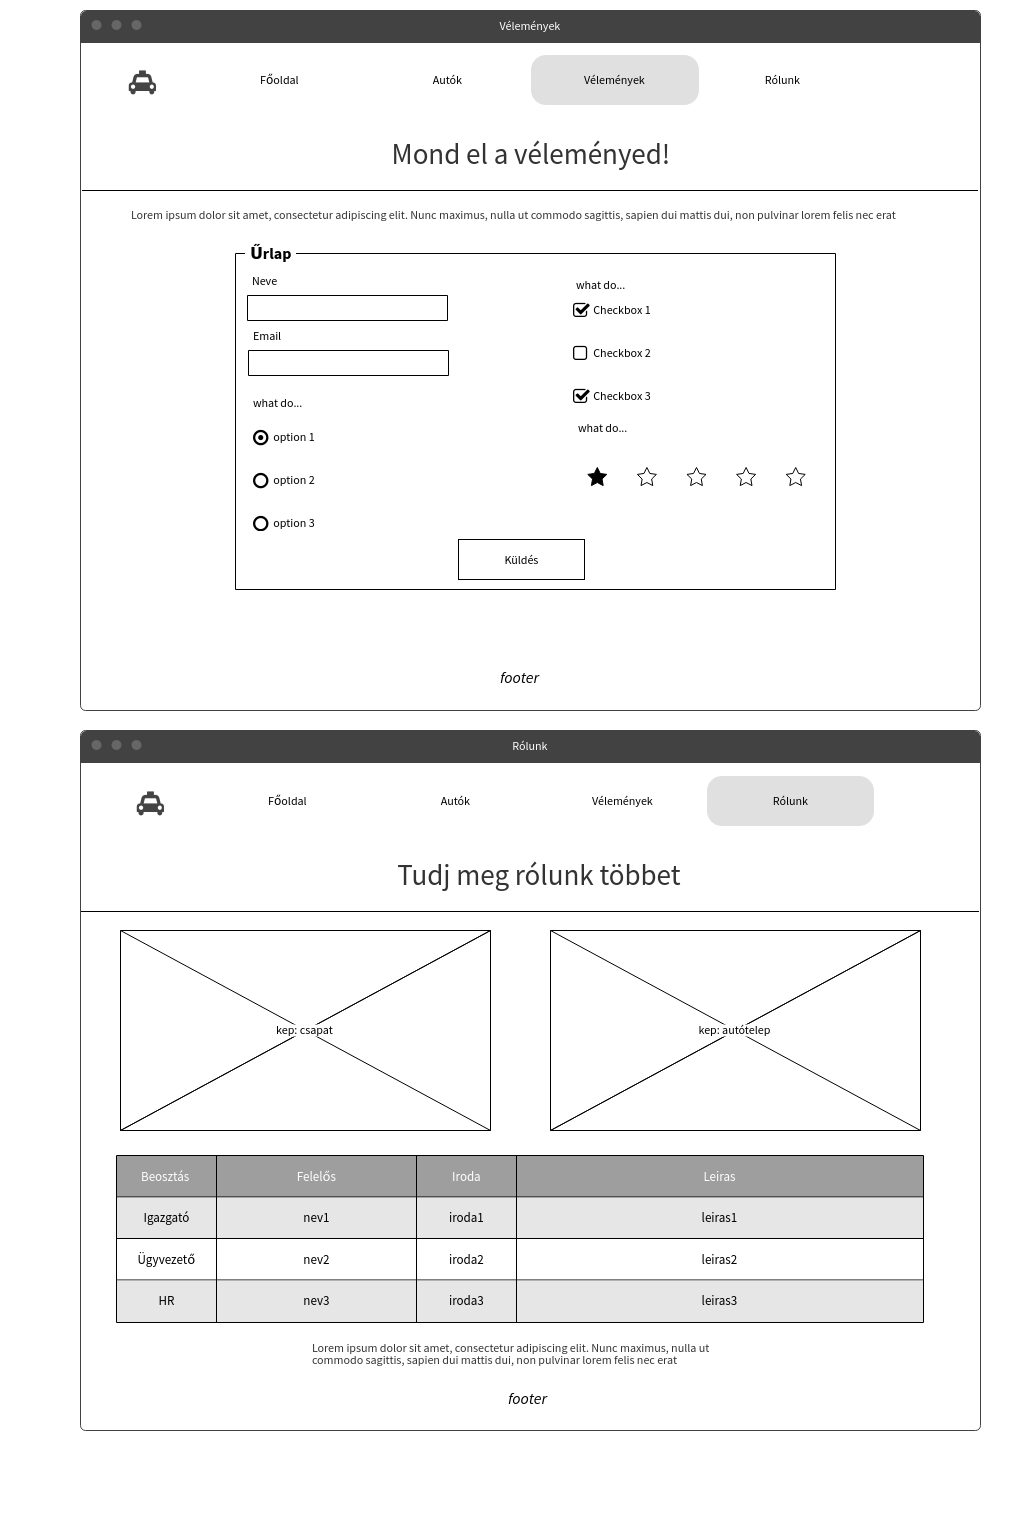 Vélemények
Főoldal Autók Vélemények Rólunk
Mond el a véleményed!
Lorem ipsum dolor sit amet, consectetur adipiscing elit. Nunc maximus, nulla ut commodo sagittis, sapien dui mattis dui, non pulvinar lorem felis nec erat
Űrlap
Neve
Email
what do...
option 1
option 2
option 3
what do...
Checkbox 1
Checkbox 2
Checkbox 3
what do...
Küldés
footer
Rólunk
Főoldal Autók Vélemények Rólunk
Tudj meg rólunk többet
kep: csapat kep: autótelep
Beosztás Felelős Iroda Leiras
Igazgató nev1 iroda1 leiras1
Ügyvezető nev2 iroda2 leiras2
HR nev3 iroda3 leiras3
Lorem ipsum dolor sit amet, consectetur adipiscing elit. Nunc maximus, nulla ut
commodo sagittis, sapien dui mattis dui, non pulvinar lorem felis nec erat
footer